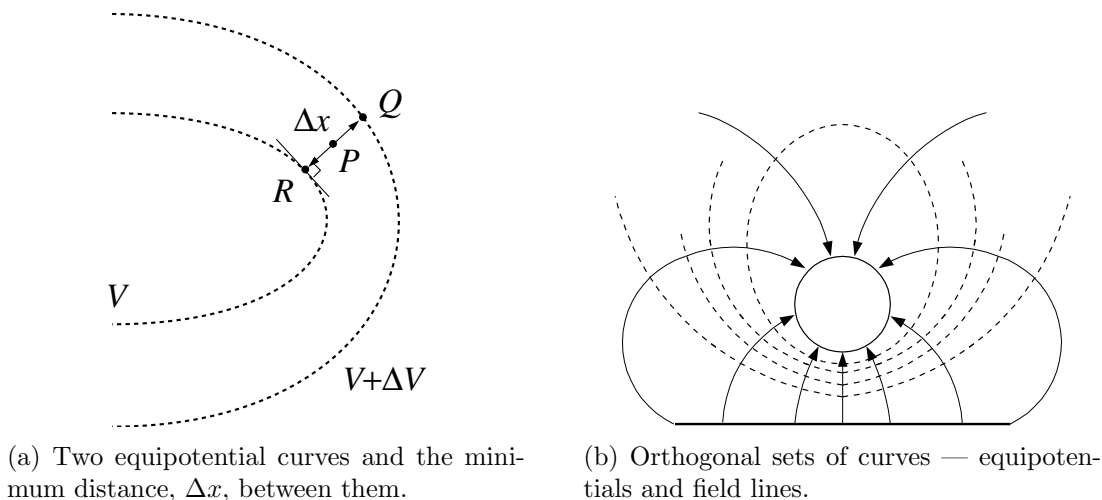 Q
Δx
P
R
V
V+ΔV
(a) Two equipotential curves and the mini-
mum distance, Δx, between them.
(b) Orthogonal sets of curves — equipoten-
tials and field lines.